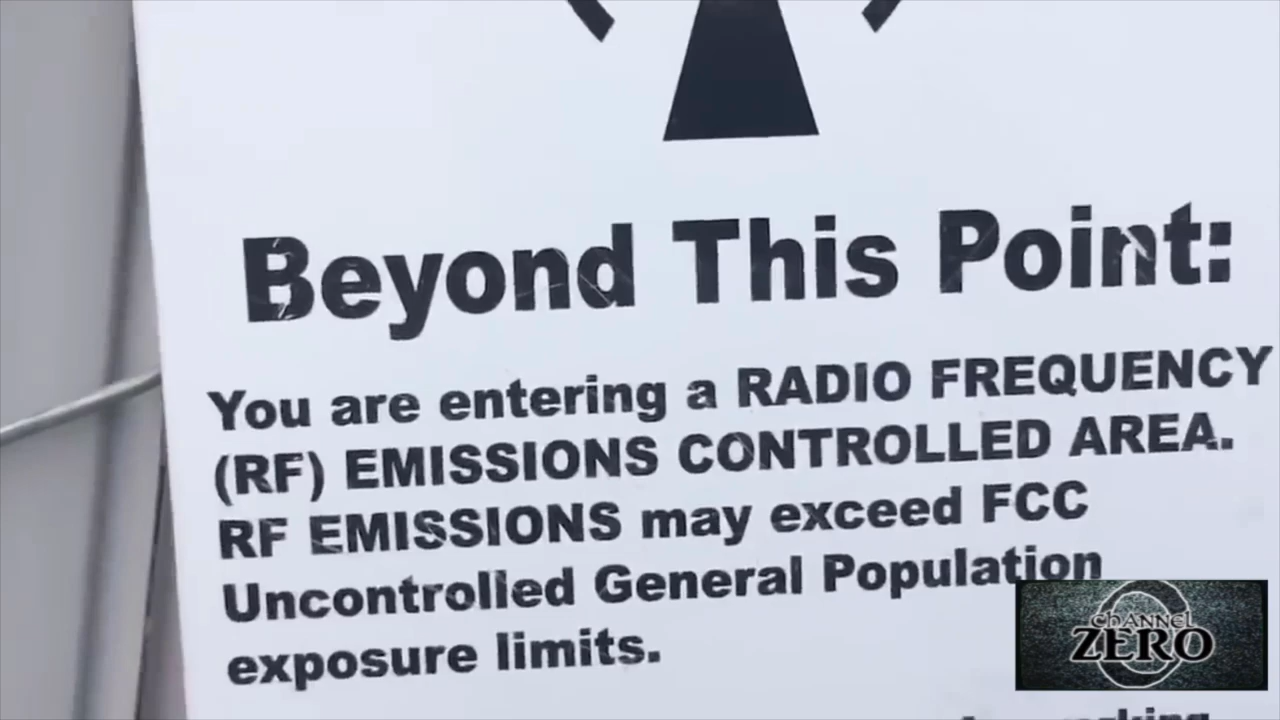 Beyond This Point:
You are entering a RADIO FREQUENCY
(RF) EMISSIONS CONTROLLED AREA.
RF EMISSIONS may exceed FCC
Uncontrolled General Population
exposure limits.
chANNEL
ZERO